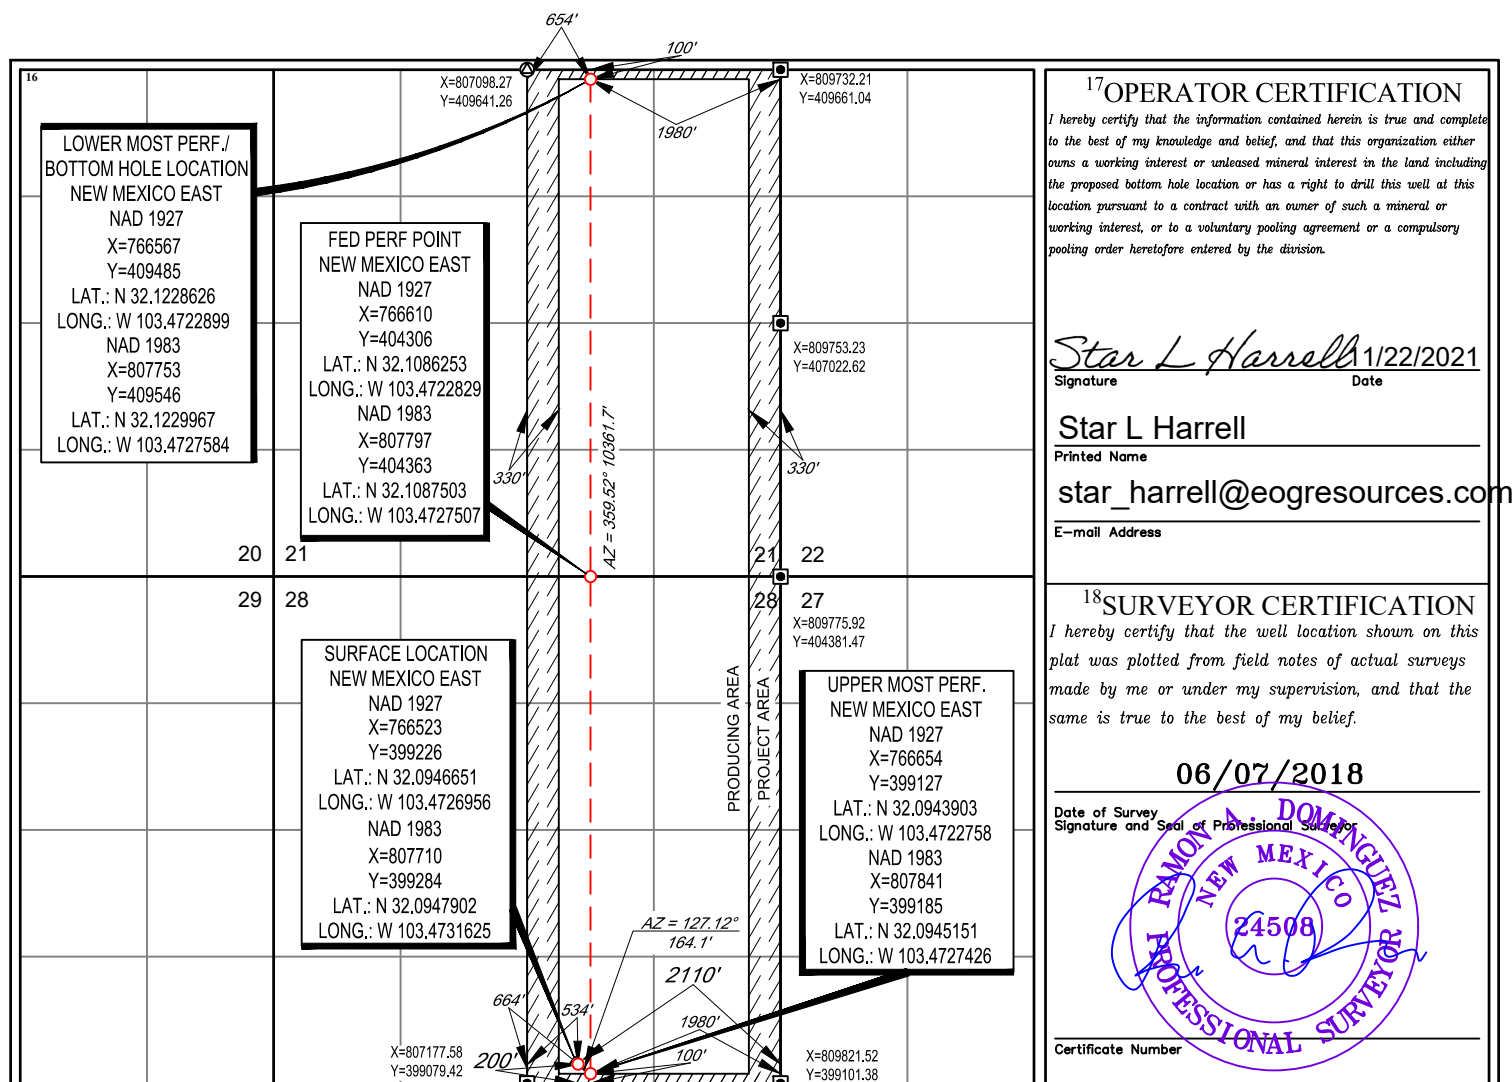 654'
100'
16
X=807098.27
Y=409641.26
X=809732.21
Y=409661.04
1980'
LOWER MOST PERF./
BOTTOM HOLE LOCATION
NEW MEXICO EAST
NAD 1927
X=766567
Y=409485
LAT.: N 32.1228626
LONG.: W 103.4722899
NAD 1983
X=807753
Y=409546
LAT.: N 32.1229967
LONG.: W 103.4727584
FED PERF POINT
NEW MEXICO EAST
NAD 1927
X=766610
Y=404306
LAT.: N 32.1086253
LONG.: W 103.4722829
NAD 1983
X=807797
Y=404363
LAT.: N 32.1087503
LONG.: W 103.4727507
X=809753.23
Y=407022.62
330'
AZ = 359.52° 10361.7'
330'
20 21
21 22
29 28
28 27
X=809775.92
Y=404381.47
SURFACE LOCATION
NEW MEXICO EAST
NAD 1927
X=766523
Y=399226
LAT.: N 32.0946651
LONG.: W 103.4726956
NAD 1983
X=807710
Y=399284
LAT.: N 32.0947902
LONG.: W 103.4731625
PRODUCING AREA
PROJECT AREA
UPPER MOST PERF.
NEW MEXICO EAST
NAD 1927
X=766654
Y=399127
LAT.: N 32.0943903
LONG.: W 103.4722758
NAD 1983
X=807841
Y=399185
LAT.: N 32.0945151
LONG.: W 103.4727426
AZ = 127.12°
164.1'
2110'
664'
534'
1980'
200'
100'
X=807177.58
Y=399079.42
X=809821.52
Y=399101.38
17 OPERATOR CERTIFICATION
I hereby certify that the information contained herein is true and complete
to the best of my knowledge and belief, and that this organization either
owns a working interest or unleased mineral interest in the land including
the proposed bottom hole location or has a right to drill this well at this
location pursuant to a contract with an owner of such a mineral or
working interest, or to a voluntary pooling agreement or a compulsory
pooling order heretofore entered by the division.
Star L Harrell 11/22/2021
Signature Date
Star L Harrell
Printed Name
star_harrell@eogresources.com
E-mail Address
18 SURVEYOR CERTIFICATION
I hereby certify that the well location shown on this
plat was plotted from field notes of actual surveys
made by me or under my supervision, and that the
same is true to the best of my belief.
06/07/2018
Date of Survey
Signature and Seal of Professional Surveyor
RAMON A. DOMINGUEZ
NEW MEXICO
24508
PROFESSIONAL SURVEYOR
Certificate Number